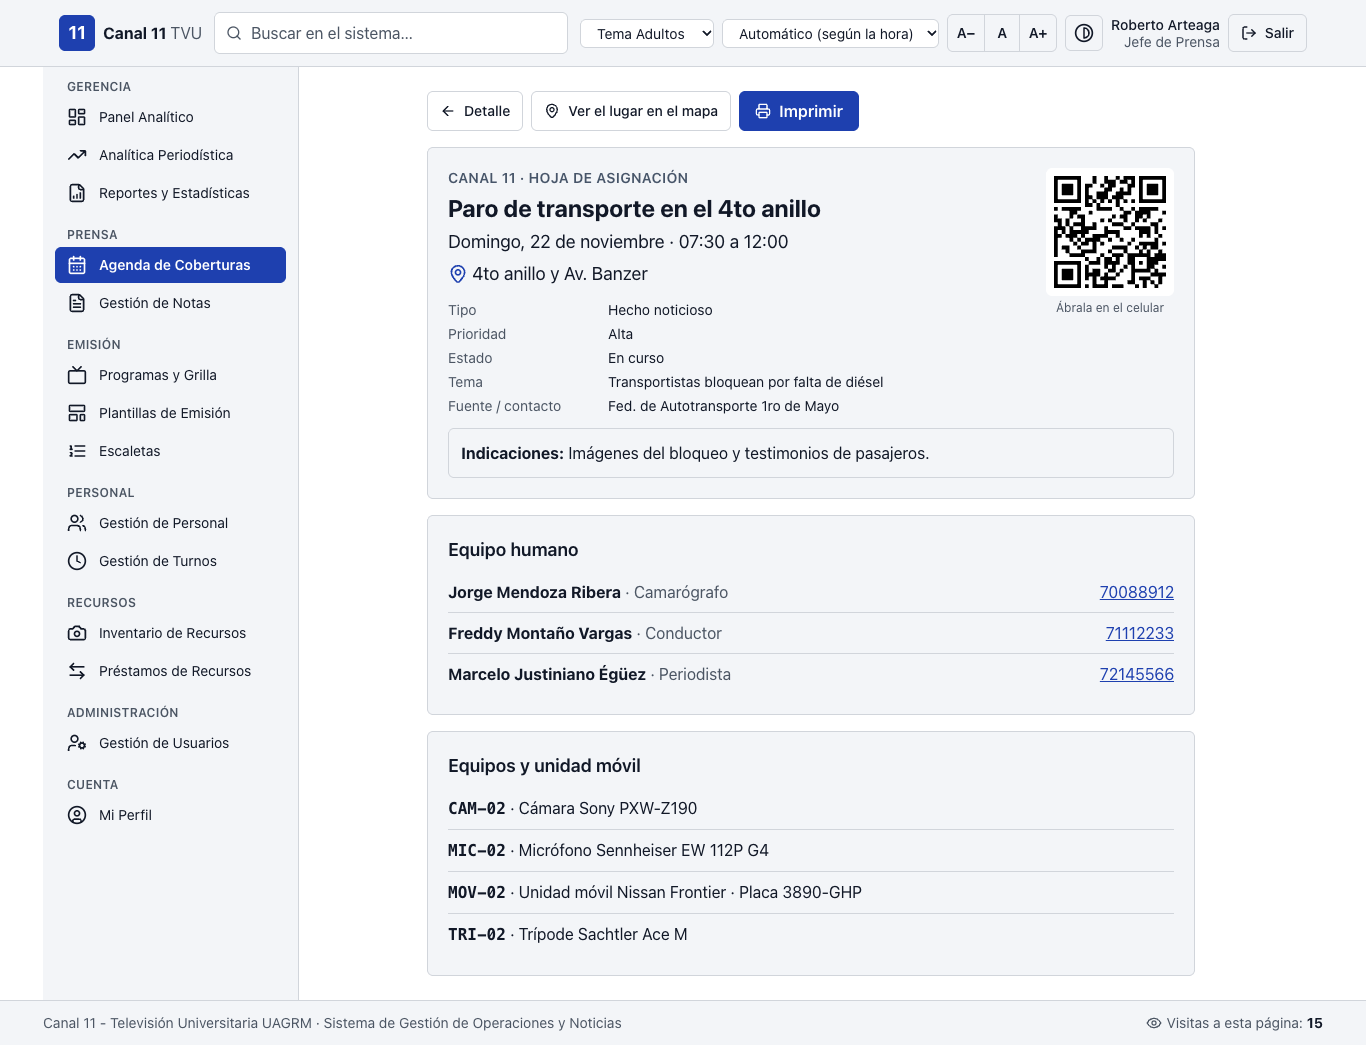 11 Canal 11 TVU
Buscar en el sistema...
Tema Adultos
Automático (según la hora)
A−
A
A+
Roberto Arteaga
Jefe de Prensa
Salir
GERENCIA
Panel Analítico
Analítica Periodística
Reportes y Estadísticas
PRENSA
Agenda de Coberturas
Gestión de Notas
EMISIÓN
Programas y Grilla
Plantillas de Emisión
Escaletas
PERSONAL
Gestión de Personal
Gestión de Turnos
RECURSOS
Inventario de Recursos
Préstamos de Recursos
ADMINISTRACIÓN
Gestión de Usuarios
CUENTA
Mi Perfil
Detalle
Ver el lugar en el mapa
Imprimir
CANAL 11 · HOJA DE ASIGNACIÓN
Paro de transporte en el 4to anillo
Domingo, 22 de noviembre · 07:30 a 12:00
4to anillo y Av. Banzer
Ábrala en el celular
Tipo Hecho noticioso
Prioridad Alta
Estado En curso
Tema Transportistas bloquean por falta de diésel
Fuente / contacto Fed. de Autotransporte 1ro de Mayo
Indicaciones: Imágenes del bloqueo y testimonios de pasajeros.
Equipo humano
Jorge Mendoza Ribera · Camarógrafo 70088912
Freddy Montaño Vargas · Conductor 71112233
Marcelo Justiniano Égüez · Periodista 72145566
Equipos y unidad móvil
CAM-02 · Cámara Sony PXW-Z190
MIC-02 · Micrófono Sennheiser EW 112P G4
MOV-02 · Unidad móvil Nissan Frontier · Placa 3890-GHP
TRI-02 · Trípode Sachtler Ace M
Canal 11 - Televisión Universitaria UAGRM · Sistema de Gestión de Operaciones y Noticias
Visitas a esta página: 15